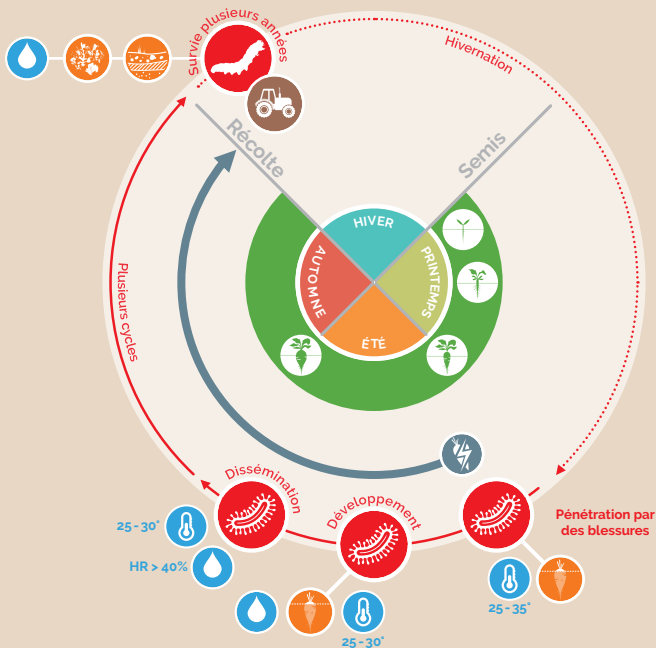 Survie plusieurs années
Hivernation
Récolte
Semis
HIVER
AUTOMNE
PRINTEMPS
ÉTÉ
Plusieurs cycles
Dissémination
Développement
Pénétration par
des blessures
25 - 30°
HR > 40%
25 - 35°
25 - 30°